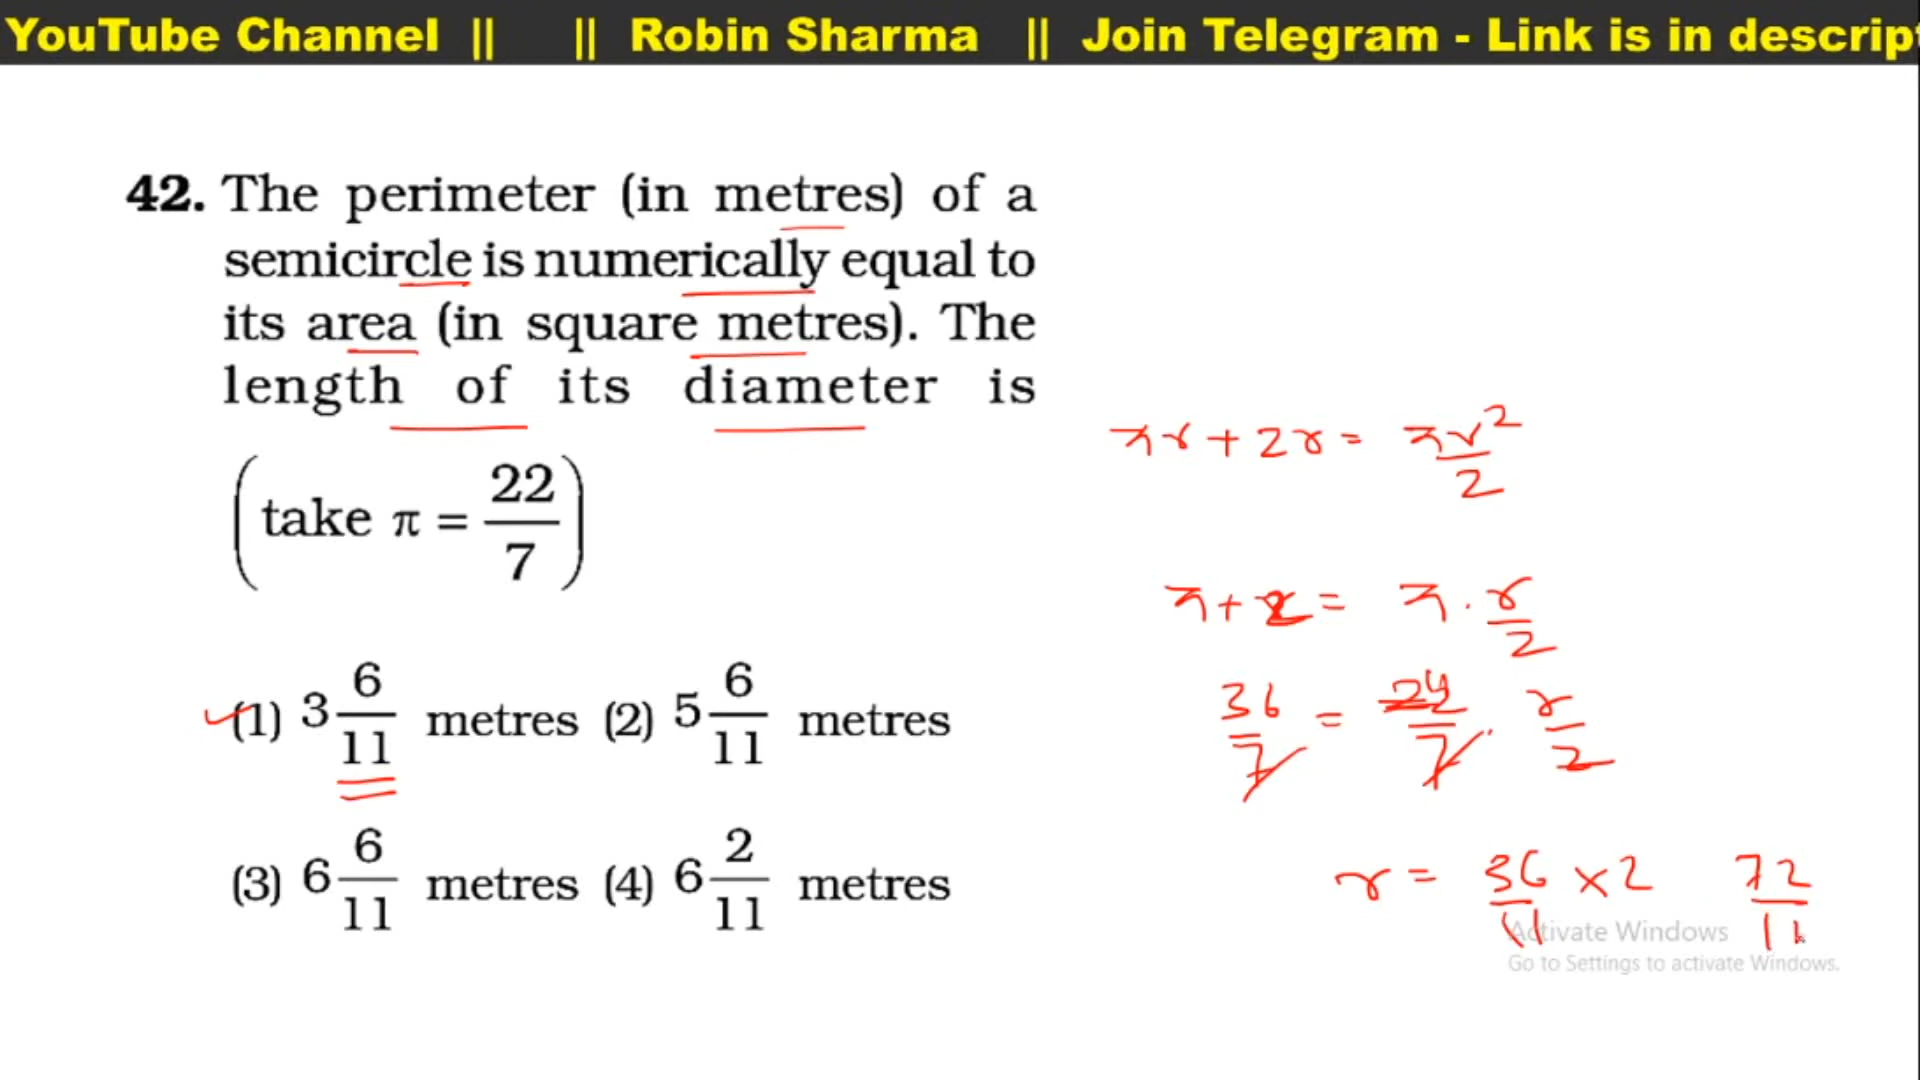 YouTube Channel || || Robin Sharma || Join Telegram - Link is in descript
42. The perimeter (in metres) of a
semicircle is numerically equal to
its area (in square metres). The
length of its diameter is
(take π = 22/7)
(1) 3 6/11 metres (2) 5 6/11 metres
(3) 6 6/11 metres (4) 6 2/11 metres
πr + 2r = πr²/2
π + 2 = π . r/2
36/7 = 22/7 . r/2
r = 36/11 × 2 72/11
Activate Windows
Go to Settings to activate Windows.